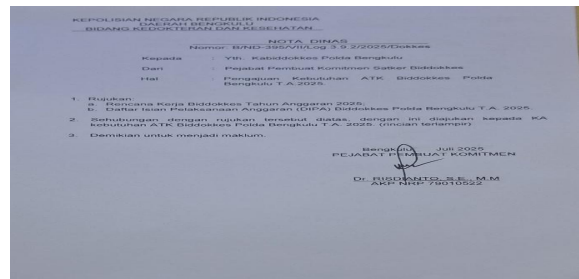 KEPOLISIAN NEGARA REPUBLIK INDONESIA
DAERAH BENGKULU
BIDANG KEDOKTERAN DAN KESEHATAN
NOTA DINAS
Nomor: B/ND-395/VII/Log.3.9.2/2025/Dokkes
Kepada : Yth. Kabiddokkes Polda Bengkulu
Dari : Pejabat Pembuat Komitmen Satker Biddokkes
Hal : Pengajuan Kebutuhan ATK Biddokkes Polda
Bengkulu T.A.2025.
1. Rujukan:
a. Rencana Kerja Biddokkes Tahun Anggaran 2025;
b. Daftar Isian Pelaksanaan Anggaran (DIPA) Biddokkes Polda Bengkulu T.A. 2025.
2. Sehubungan dengan rujukan tersebut diatas, dengan ini diajukan kepada KA
kebutuhan ATK Biddokkes Polda Bengkulu T.A. 2025. (rincian terlampir)
3. Demikian untuk menjadi maklum.
Bengkulu, Juli 2025
PEJABAT PEMBUAT KOMITMEN
Dr. RISDIANTO, S.E., M.M
AKP NRP 79010522